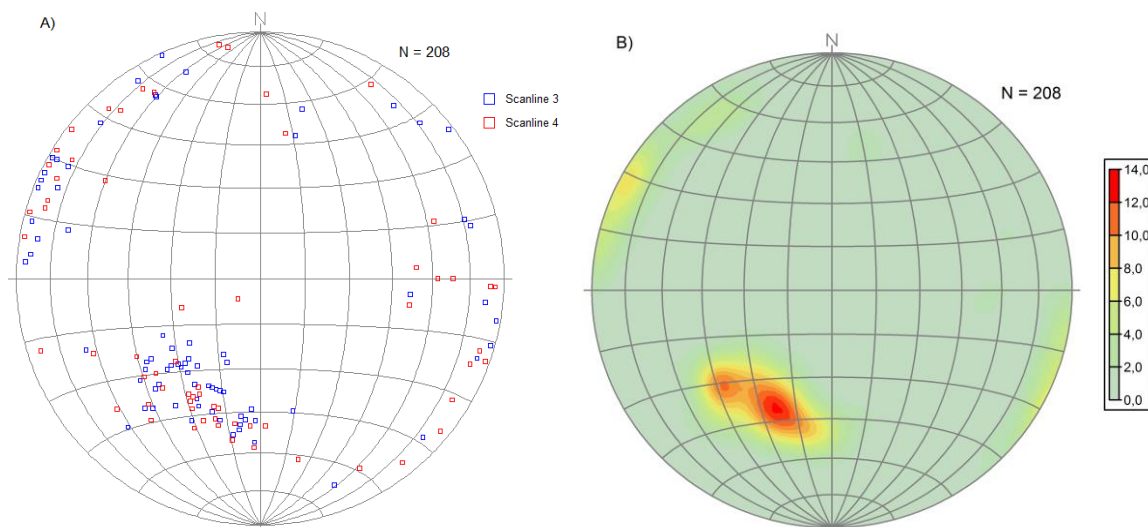 A)
N
N = 208
Scanline 3
Scanline 4
B)
N
N = 208
14,0
12,0
10,0
8,0
6,0
4,0
2,0
0,0